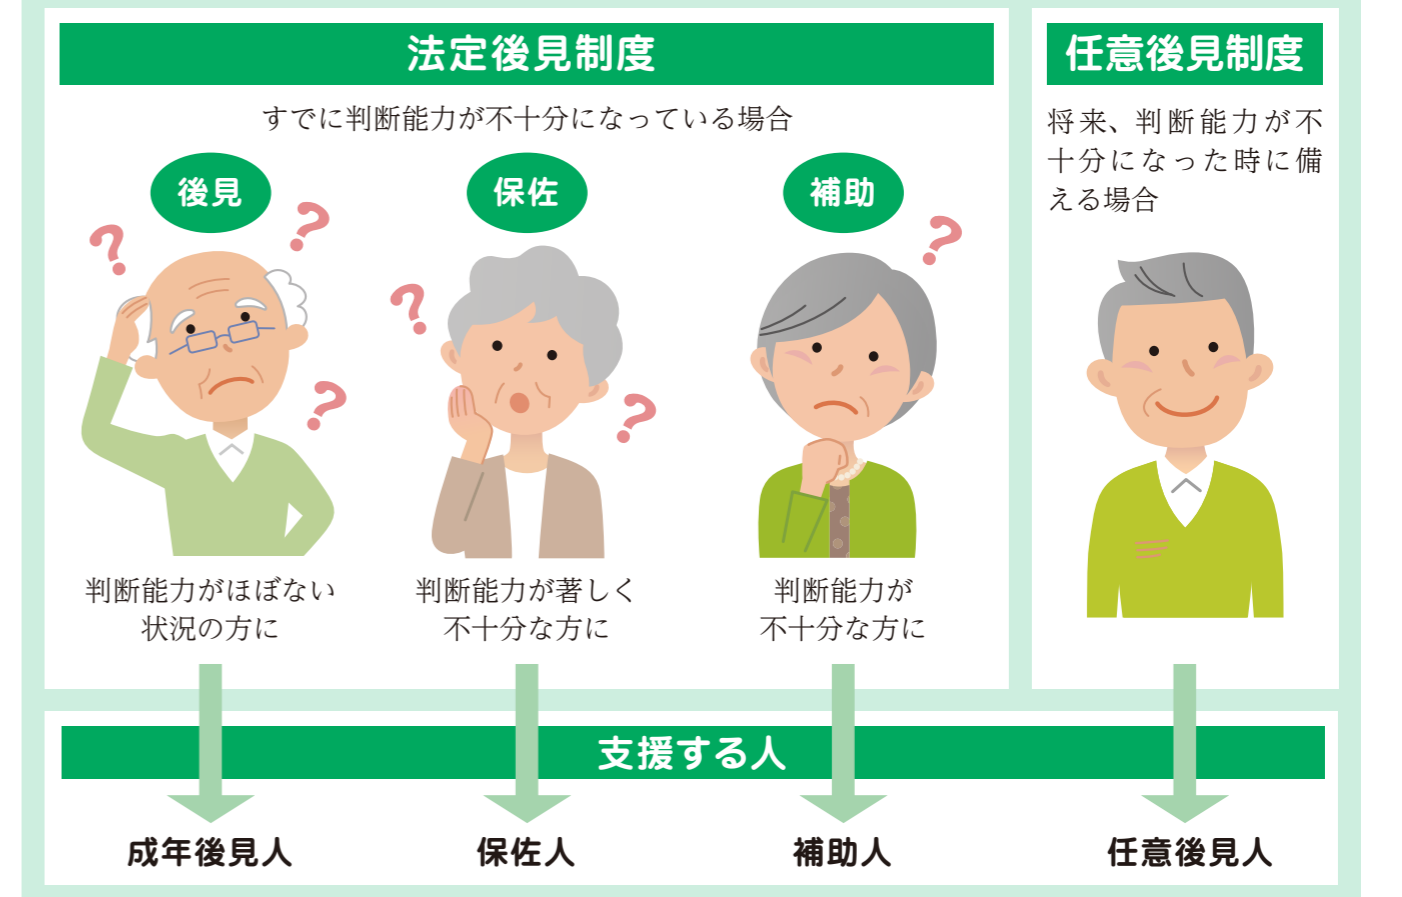 法定後見制度
すでに判断能力が不十分になっている場合
後見
保佐
補助
?
?
?
?
?
?
判断能力がほぼない
状況の方に
判断能力が著しく
不十分な方に
判断能力が
不十分な方に
任意後見制度
将来、判断能力が不
十分になった時に備
える場合
支援する人
成年後見人
保佐人
補助人
任意後見人